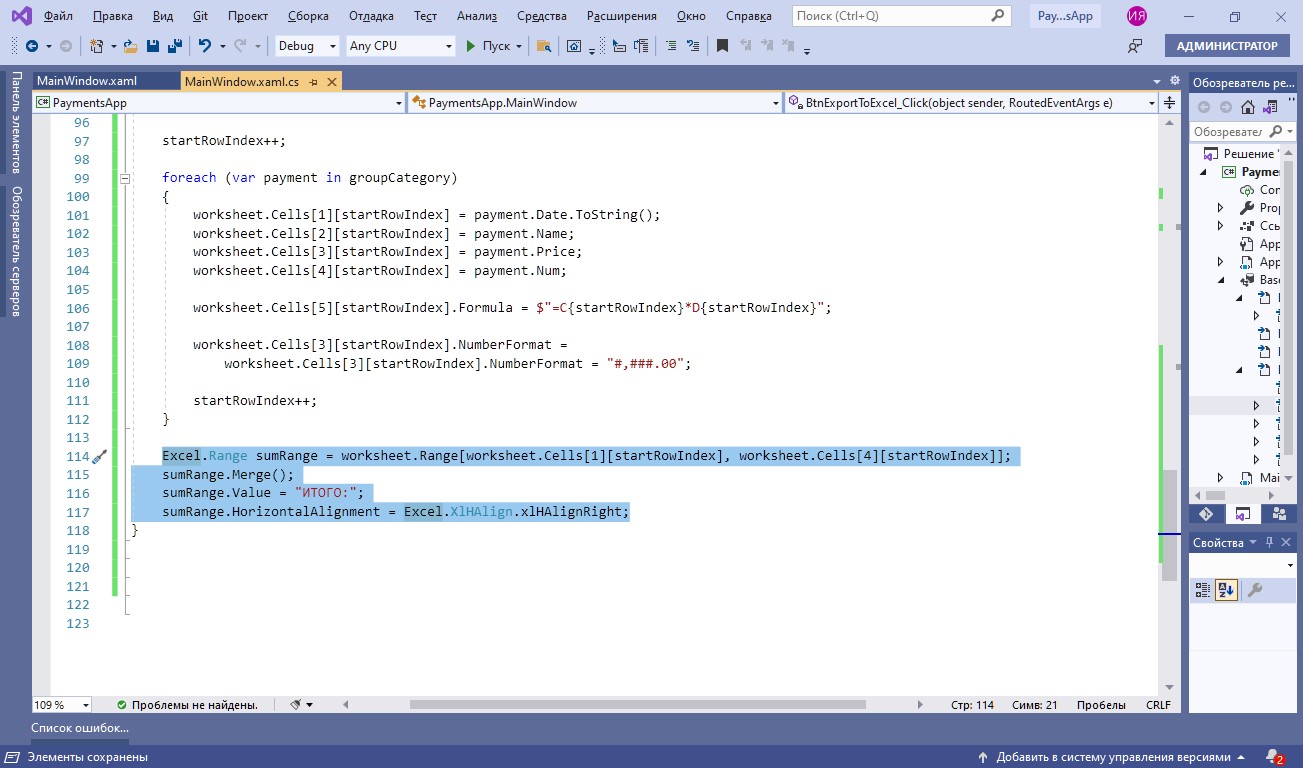 Файл Правка Вид Git Проект Сборка Отладка Тест Анализ Средства Расширения Окно Справка Поиск (Ctrl+Q) Pay...sApp ИЯ
Debug Any CPU Пуск АДМИНИСТРАТОР
Панель элементов
Обозреватель серверов
MainWindow.xaml MainWindow.xaml.cs
PaymentsApp PaymentsApp.MainWindow BtnExportToExcel_Click(object sender, RoutedEventArgs e)
96
97 startRowIndex++;
98
99 foreach (var payment in groupCategory)
100 {
101 worksheet.Cells[1][startRowIndex] = payment.Date.ToString();
102 worksheet.Cells[2][startRowIndex] = payment.Name;
103 worksheet.Cells[3][startRowIndex] = payment.Price;
104 worksheet.Cells[4][startRowIndex] = payment.Num;
105
106 worksheet.Cells[5][startRowIndex].Formula = $"=C{startRowIndex}*D{startRowIndex}";
107
108 worksheet.Cells[3][startRowIndex].NumberFormat =
109 worksheet.Cells[3][startRowIndex].NumberFormat = "#,###.00";
110
111 startRowIndex++;
112 }
113
114 Excel.Range sumRange = worksheet.Range[worksheet.Cells[1][startRowIndex], worksheet.Cells[4][startRowIndex]];
115 sumRange.Merge();
116 sumRange.Value = "ИТОГО:";
117 sumRange.HorizontalAlignment = Excel.XlHAlign.xlHAlignRight;
118 }
119
120
121
122
123
109 % Проблемы не найдены. Стр: 114 Симв: 21 Пробелы CRLF
Обозреватель ре...
Обозревател
Решение
Payme
Con
Prop
Ссы
App
App
Base
Mai
Свойства
Список ошибок...
Элементы сохранены Добавить в систему управления версиями 2